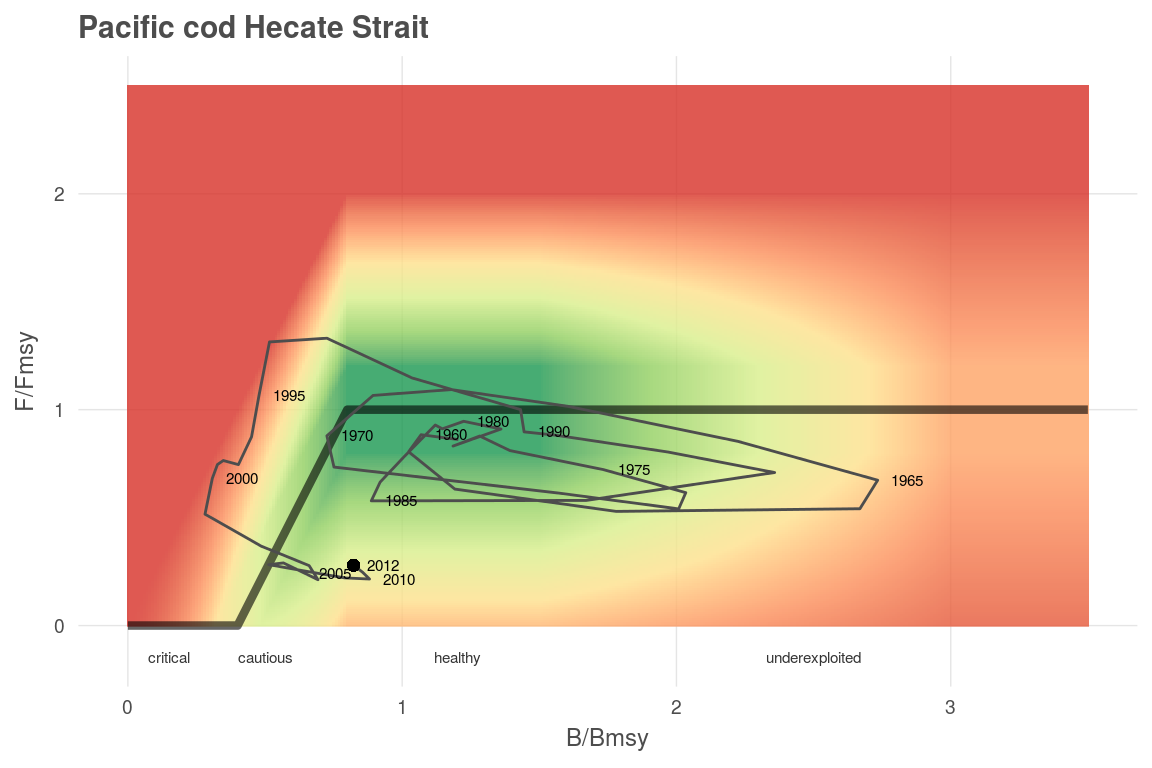 Pacific cod Hecate Strait
F/Fmsy
2
1
0
1995
1970
1960
1980
1990
1975
1965
1985
2000
2005
2012
2010
critical
cautious
healthy
underexploited
0
1
2
3
B/Bmsy